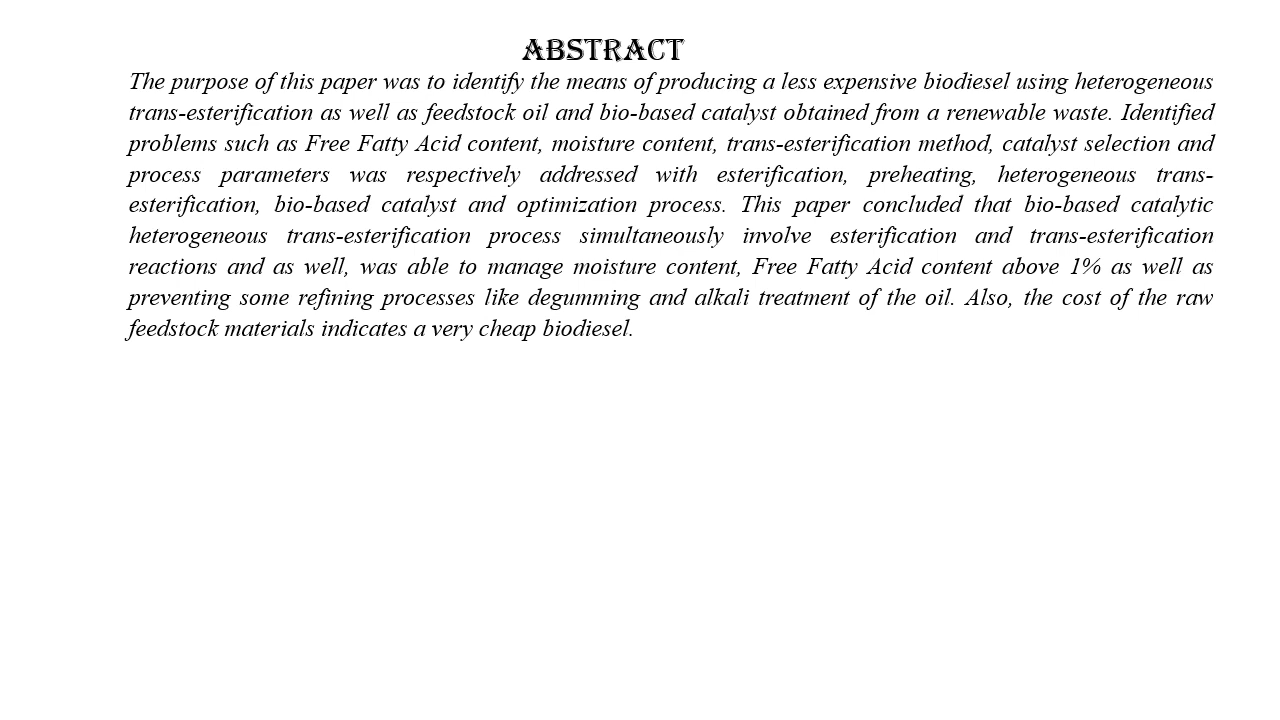 ABSTRACT
The purpose of this paper was to identify the means of producing a less expensive biodiesel using heterogeneous
trans-esterification as well as feedstock oil and bio-based catalyst obtained from a renewable waste. Identified
problems such as Free Fatty Acid content, moisture content, trans-esterification method, catalyst selection and
process parameters was respectively addressed with esterification, preheating, heterogeneous trans-
esterification, bio-based catalyst and optimization process. This paper concluded that bio-based catalytic
heterogeneous trans-esterification process simultaneously involve esterification and trans-esterification
reactions and as well, was able to manage moisture content, Free Fatty Acid content above 1% as well as
preventing some refining processes like degumming and alkali treatment of the oil. Also, the cost of the raw
feedstock materials indicates a very cheap biodiesel.